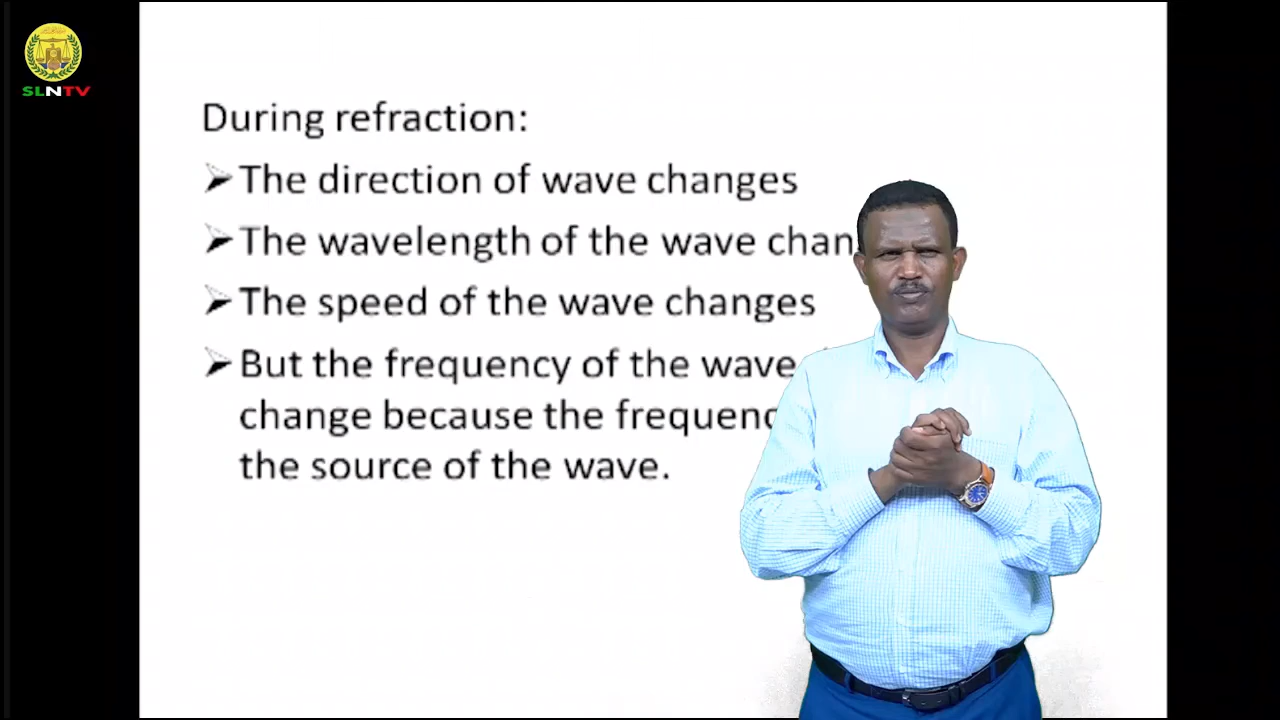 SLNTV
During refraction:
The direction of wave changes
The wavelength of the wave chan
The speed of the wave changes
But the frequency of the wave
change because the frequenc
the source of the wave.